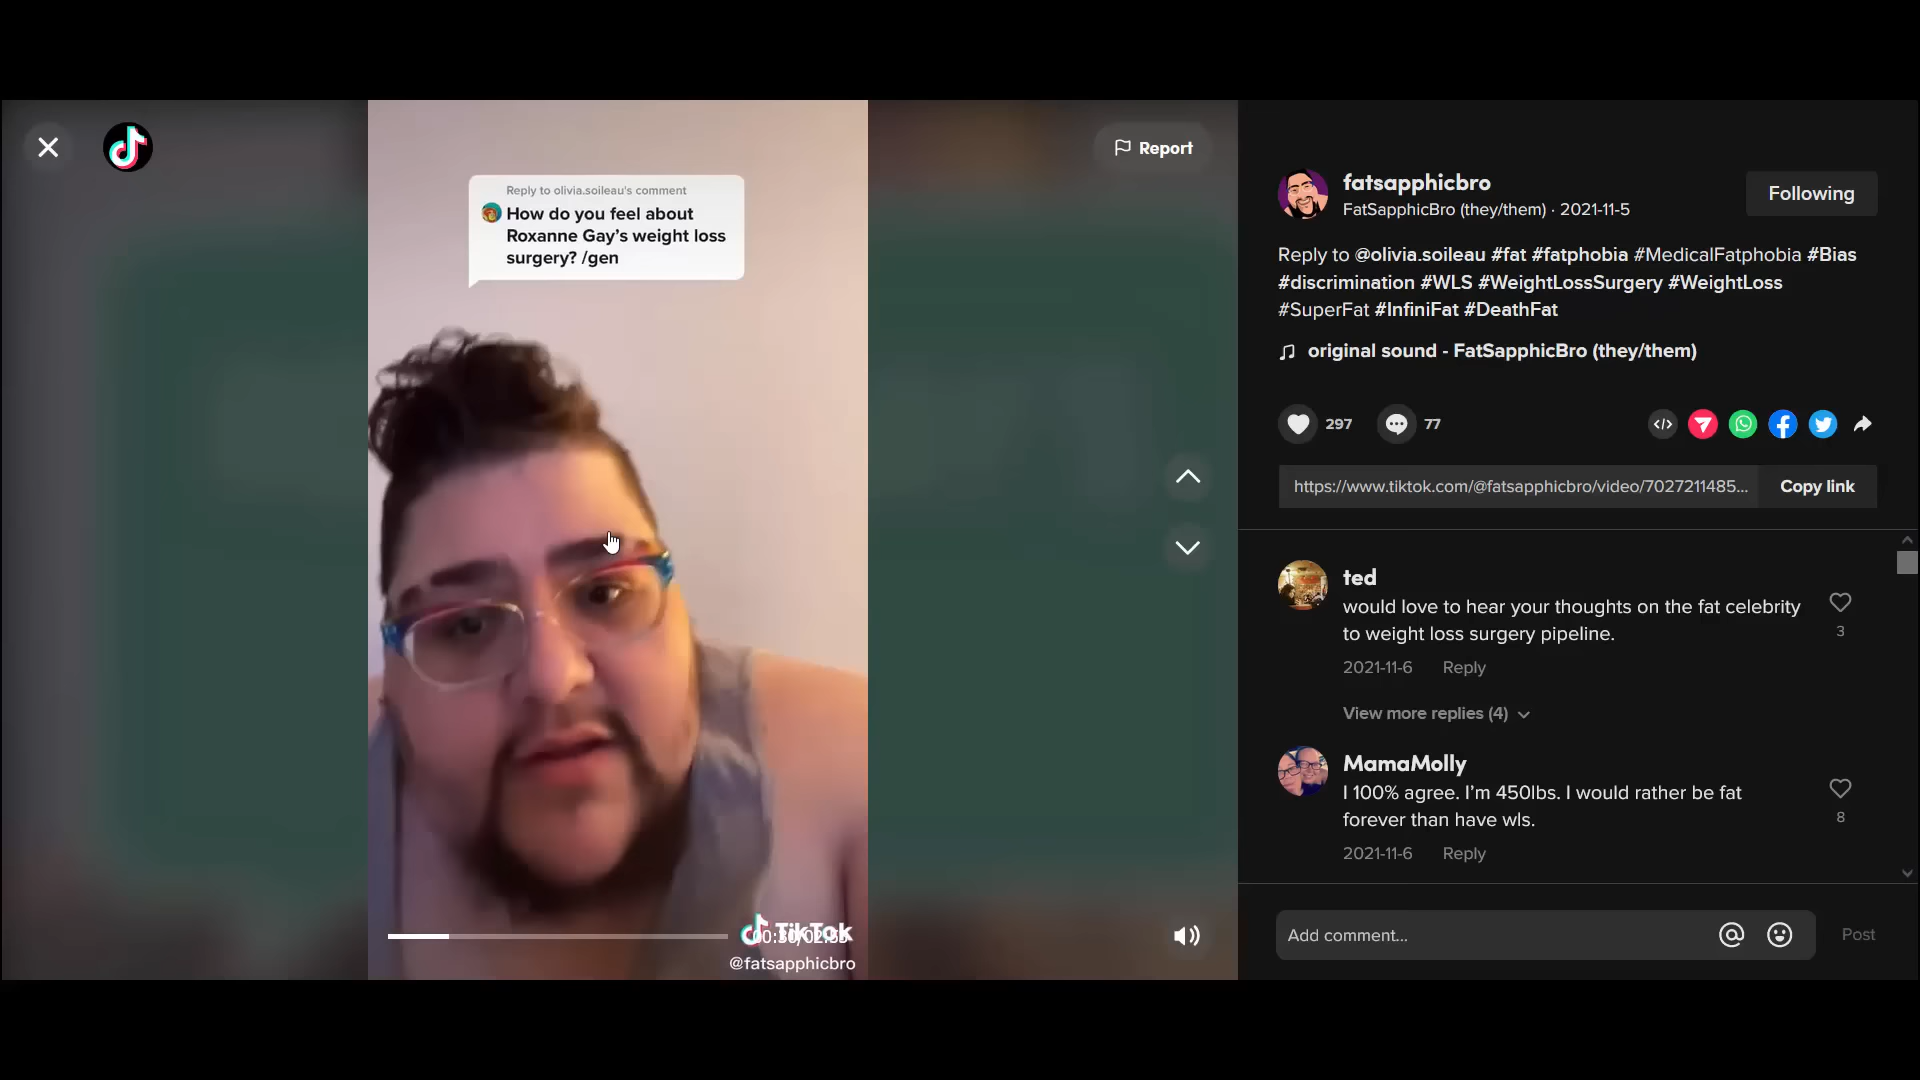 Report
Reply to olivia.soileau's comment
How do you feel about
Roxanne Gay's weight loss
surgery? /gen
TikTok
@fatsapphicbro
fatsapphicbro
FatSapphicBro (they/them) · 2021-11-5
Following
Reply to @olivia.soileau #fat #fatphobia #MedicalFatphobia #Bias
#discrimination #WLS #WeightLossSurgery #WeightLoss
#SuperFat #InfiniFat #DeathFat
original sound - FatSapphicBro (they/them)
297
77
https://www.tiktok.com/@fatsapphicbro/video/7027211485...
Copy link
ted
would love to hear your thoughts on the fat celebrity
to weight loss surgery pipeline.
3
2021-11-6 Reply
View more replies (4)
MamaMolly
I 100% agree. I'm 450lbs. I would rather be fat
forever than have wls.
8
2021-11-6 Reply
Add comment...
Post